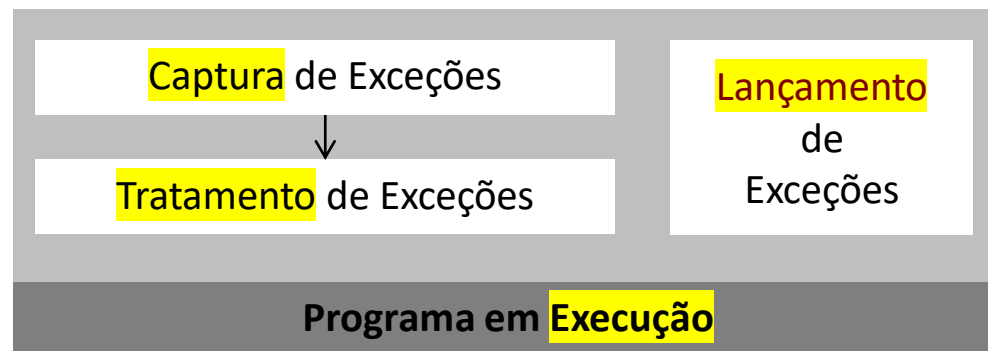 Captura de Exceções
Tratamento de Exceções
Lançamento
de
Exceções
Programa em Execução